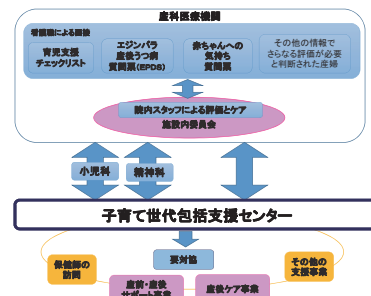 産科医療機関
看護職による面接
育児支援
チェックリスト
エジンバラ
産後うつ病
質問票(EPDS)
赤ちゃんへの
気持ち
質問票
その他の情報で
さらなる評価が必要
と判断された産婦
院内スタッフによる評価とケア
施設内委員会
小児科
精神科
子育て世代包括支援センター
保健師の
訪問
要対協
その他の
支援事業
産前・産後
サポート事業
産後ケア事業